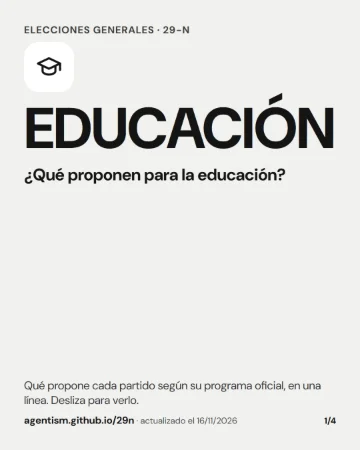 ELECCIONES GENERALES · 29-N
EDUCACIÓN
¿Qué proponen para la educación?
Qué propone cada partido según su programa oficial, en una
línea. Desliza para verlo.
agentism.github.io/29n · actualizado el 16/11/2026
1/4